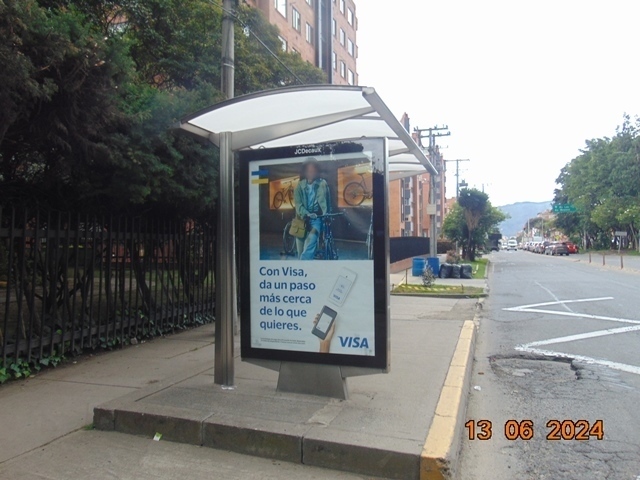 JCDecaux
Con Visa,
da un paso
más cerca
de lo que
quieres.
VISA
13 06 2024